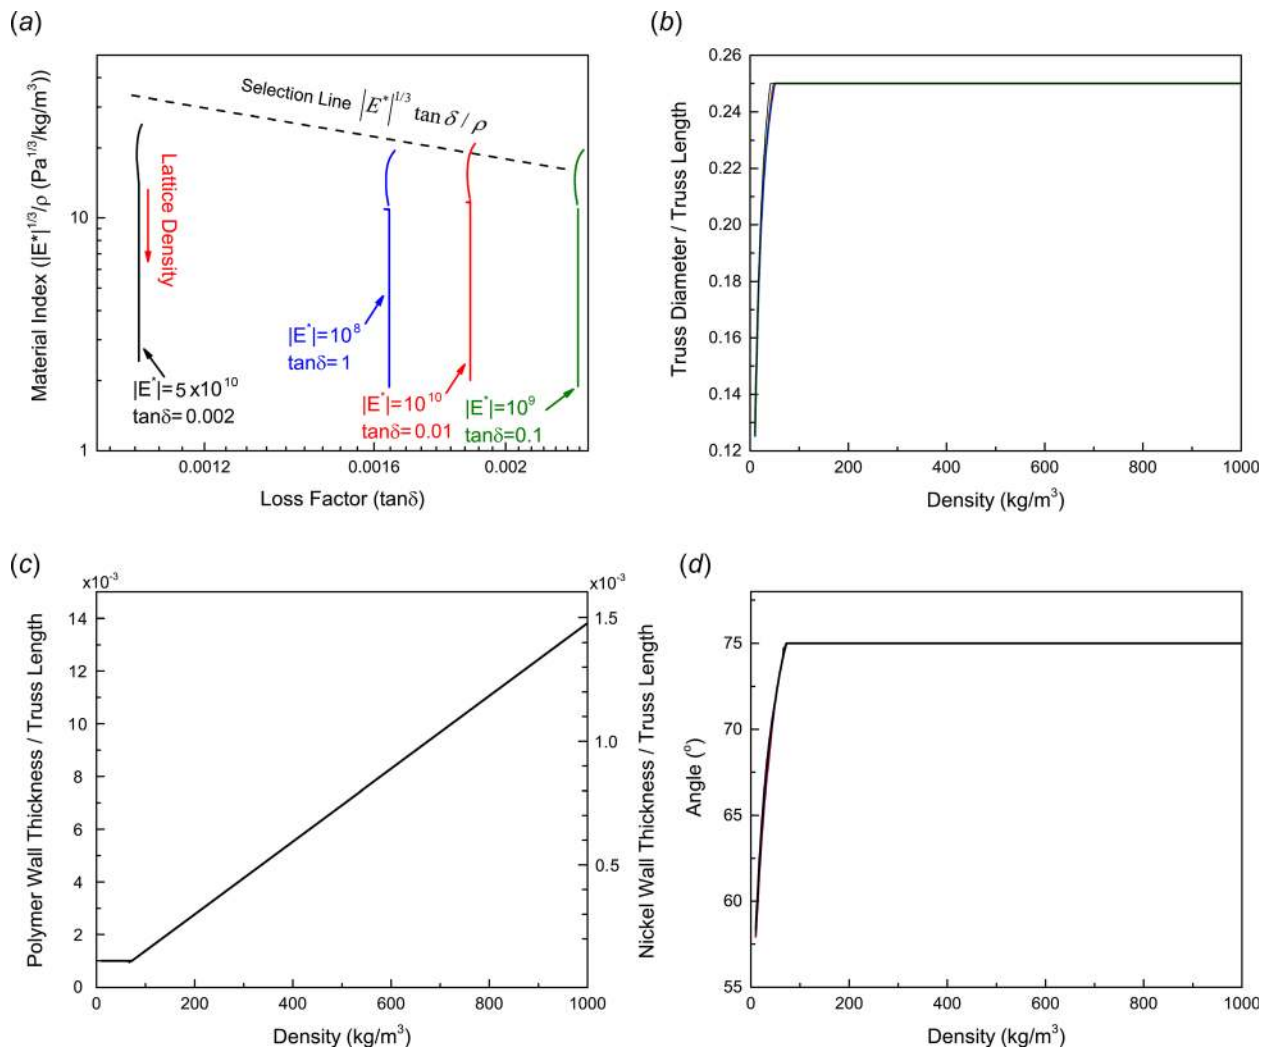 (a)
Material Index (|E*|^1/3/ρ (Pa^1/3/kg/m^3))
10
1
Selection Line |E*|^1/3 tan δ / ρ
Lattice Density
|E*|=5x10^10
tanδ=0.002
|E*|=10^8
tanδ=1
|E*|=10^10
tanδ=0.01
|E*|=10^9
tanδ=0.1
0.0012 0.0016 0.002
Loss Factor (tanδ)
(b)
Truss Diameter / Truss Length
0.26
0.24
0.22
0.20
0.18
0.16
0.14
0.12
0 200 400 600 800 1000
Density (kg/m^3)
(c)
x10^-3
Polymer Wall Thickness / Truss Length
14
12
10
8
6
4
2
0
x10^-3
1.5
1.0
0.5
Nickel Wall Thickness / Truss Length
0 200 400 600 800 1000
Density (kg/m^3)
(d)
Angle (°)
75
70
65
60
55
0 200 400 600 800 1000
Density (kg/m^3)